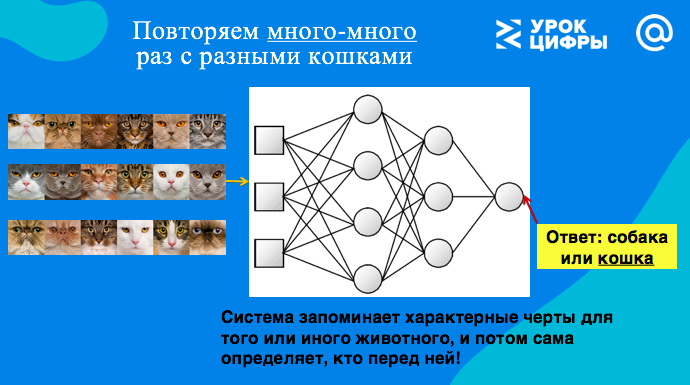 Повторяем много-много
раз с разными кошками
УРОК
ЦИФРЫ
@
Ответ: собака
или кошка
Система запоминает характерные черты для
того или иного животного, и потом сама
определяет, кто перед ней!